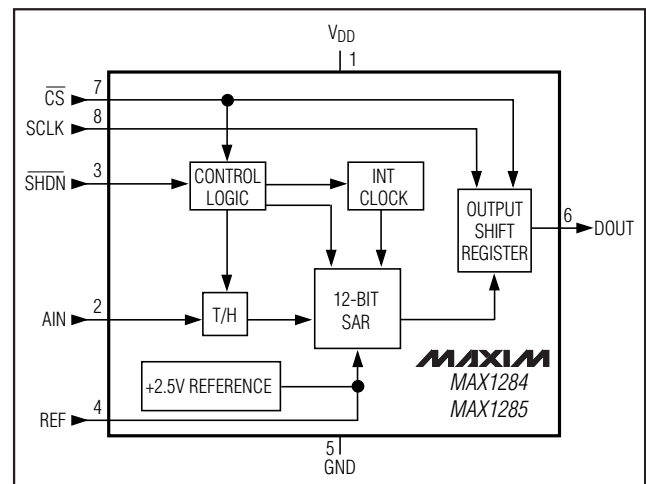 VDD
1
CS
7
SCLK
8
SHDN
3
CONTROL
LOGIC
INT
CLOCK
OUTPUT
SHIFT
REGISTER
6
DOUT
AIN
2
T/H
12-BIT
SAR
+2.5V REFERENCE
MAXIM
MAX1284
MAX1285
REF
4
5
GND